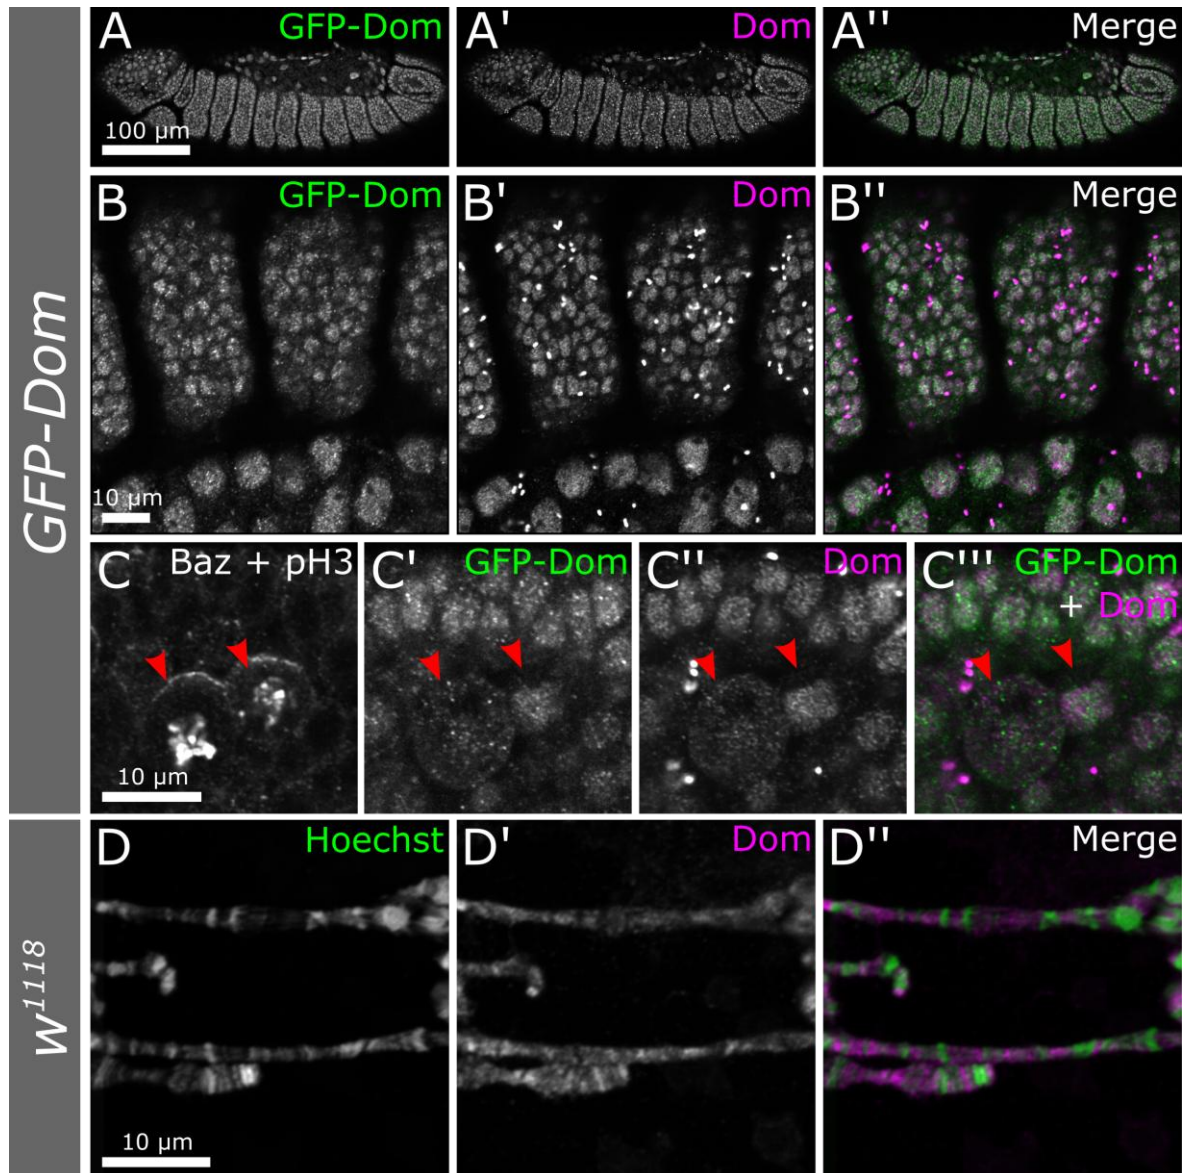 GFP-Dom
A GFP-Dom
100 µm
A' Dom
A'' Merge
B GFP-Dom
10 µm
B' Dom
B'' Merge
C Baz + pH3
10 µm
C' GFP-Dom
C'' Dom
C''' GFP-Dom
+ Dom
w1118
D Hoechst
10 µm
D' Dom
D'' Merge